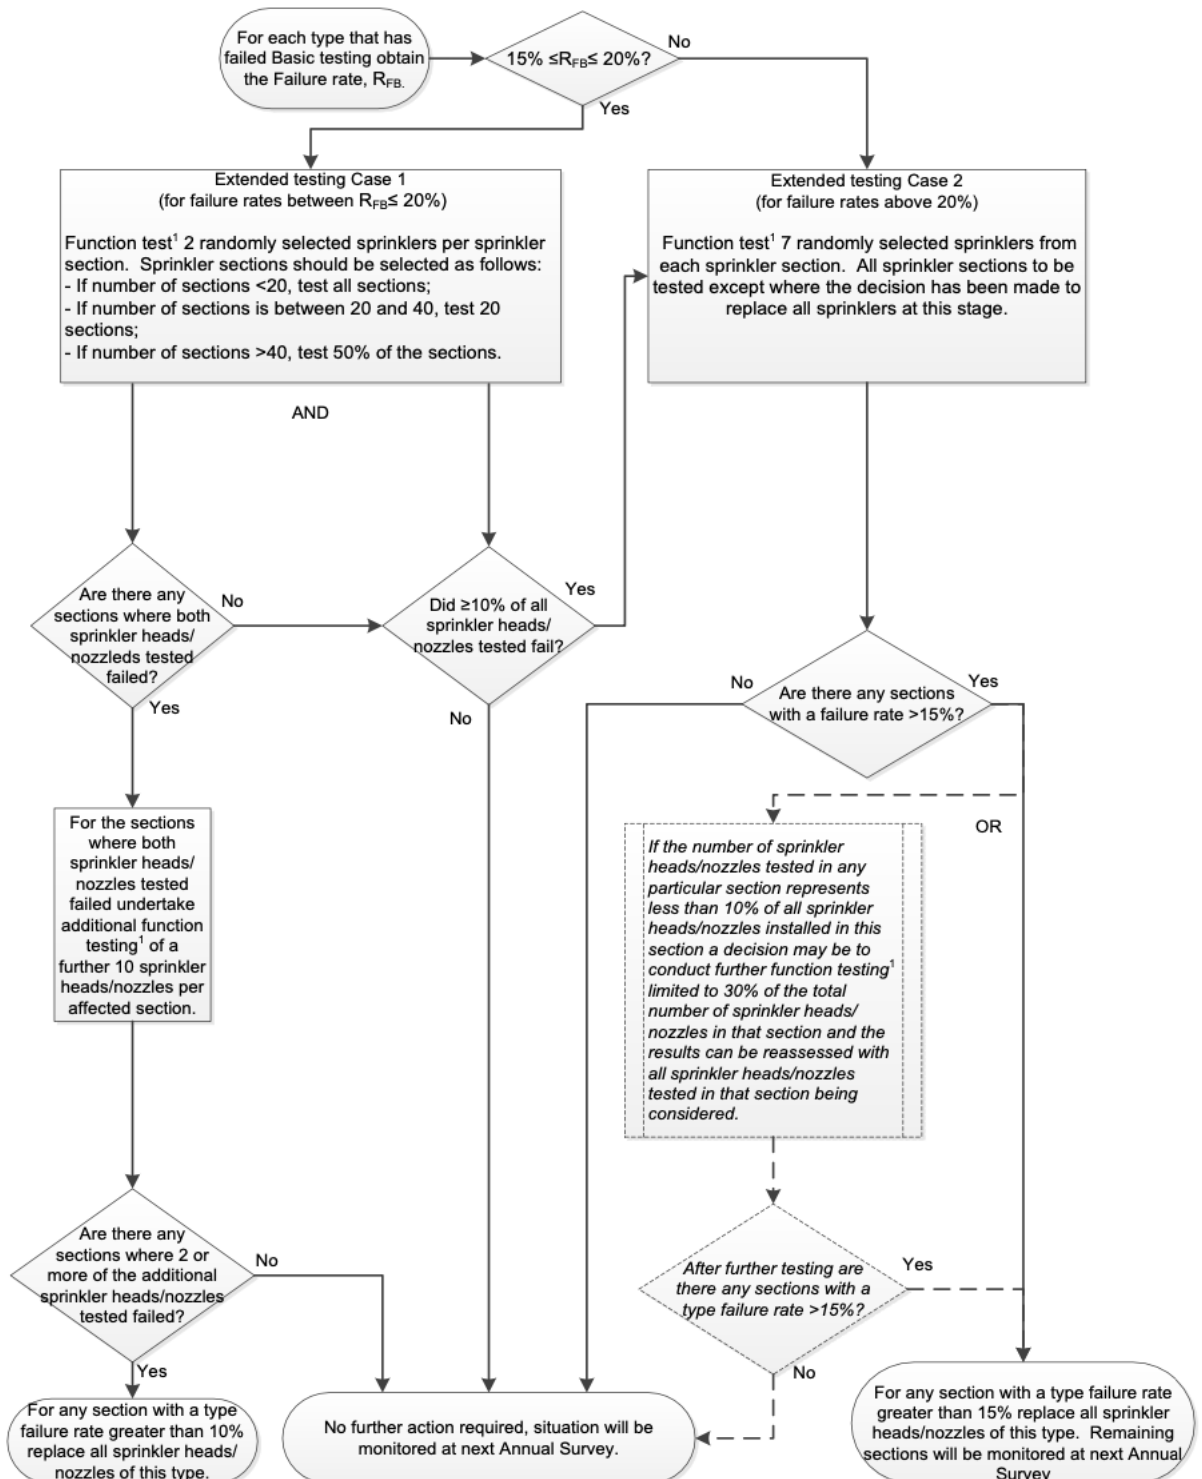 For each type that has
failed Basic testing obtain
the Failure rate, RFB.
15% ≤RFB≤ 20%?
No
Yes
Extended testing Case 1
(for failure rates between RFB≤ 20%)
Function test1 2 randomly selected sprinklers per sprinkler
section. Sprinkler sections should be selected as follows:
- If number of sections <20, test all sections;
- If number of sections is between 20 and 40, test 20
sections;
- If number of sections >40, test 50% of the sections.
Extended testing Case 2
(for failure rates above 20%)
Function test1 7 randomly selected sprinklers from
each sprinkler section. All sprinkler sections to be
tested except where the decision has been made to
replace all sprinklers at this stage.
AND
Are there any
sections where both
sprinkler heads/
nozzleds tested
failed?
No
Yes
Did ≥10% of all
sprinkler heads/
nozzles tested fail?
Yes
No
Are there any sections
with a failure rate >15%?
No
Yes
For the sections
where both
sprinkler heads/
nozzles tested
failed undertake
additional function
testing1 of a
further 10 sprinkler
heads/nozzles per
affected section.
OR
If the number of sprinkler
heads/nozzles tested in any
particular section represents
less than 10% of all sprinkler
heads/nozzles installed in this
section a decision may be to
conduct further function testing1
limited to 30% of the total
number of sprinkler heads/
nozzles in that section and the
results can be reassessed with
all sprinkler heads/nozzles
tested in that section being
considered.
Are there any
sections where 2 or
more of the additional
sprinkler heads/nozzles
tested failed?
No
Yes
After further testing are
there any sections with a
type failure rate >15%?
Yes
No
For any section with a type
failure rate greater than 10%
replace all sprinkler heads/
nozzles of this type.
No further action required, situation will be
monitored at next Annual Survey.
For any section with a type failure rate
greater than 15% replace all sprinkler
heads/nozzles of this type. Remaining
sections will be monitored at next Annual
Survey